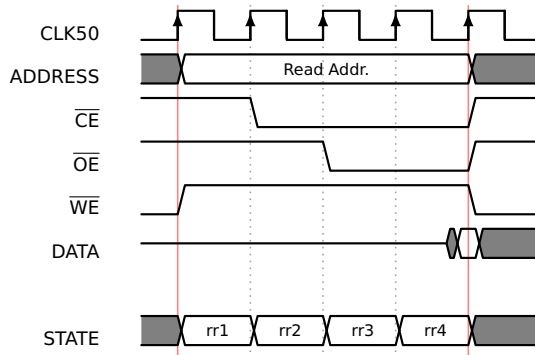 CLK50
ADDRESS Read Addr.
CE
OE
WE
DATA
STATE rr1 rr2 rr3 rr4